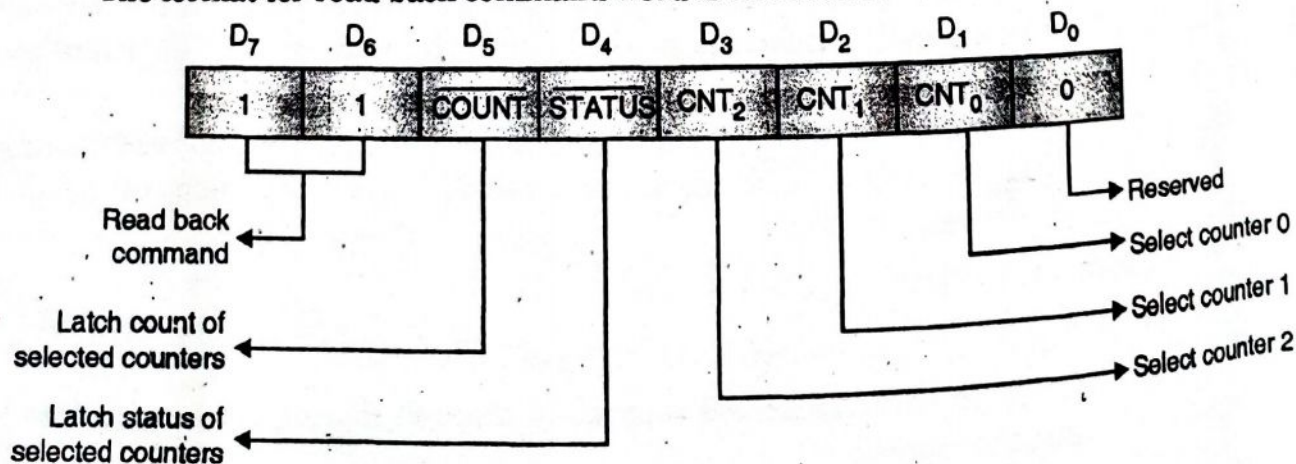 D₇ D₆ D₅ D₄ D₃ D₂ D₁ D₀
1 1 COUNT STATUS CNT₂ CNT₁ CNT₀ 0
Reserved
Read back
command
Select counter 0
Latch count of
selected counters
Select counter 1
Select counter 2
Latch status of
selected counters